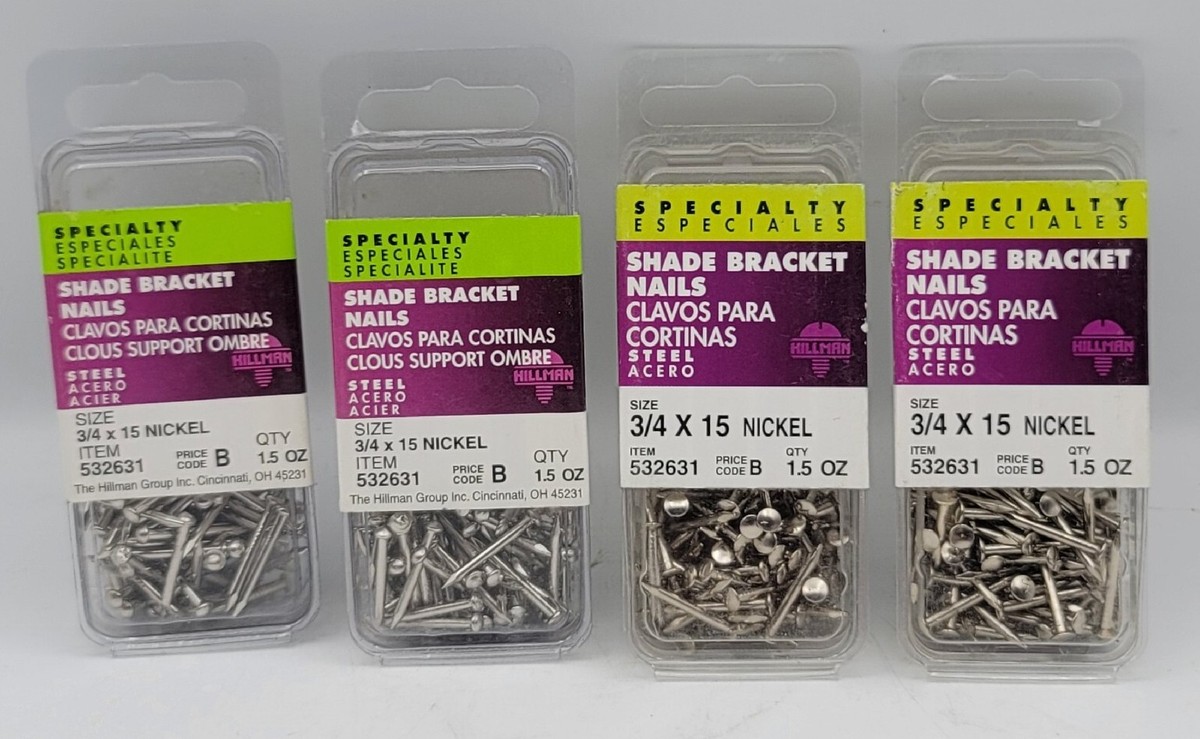 SPECIALTY
ESPECIALES
SPECIALITE
SHADE BRACKET
NAILS
CLAVOS PARA CORTINAS
CLOUS SUPPORT OMBRE
HILLMAN
STEEL
ACERO
ACIER
SIZE
3/4 x 15 NICKEL
ITEM
532631
PRICE
CODE B
QTY
1.5 OZ
The Hillman Group Inc. Cincinnati, OH 45231
SPECIALTY
ESPECIALES
SPECIALITE
SHADE BRACKET
NAILS
CLAVOS PARA CORTINAS
CLOUS SUPPORT OMBRE
HILLMAN
STEEL
ACERO
ACIER
SIZE
3/4 x 15 NICKEL
ITEM
532631
PRICE
CODE B
QTY
1.5 OZ
The Hillman Group Inc. Cincinnati, OH 45231
SPECIALTY
ESPECIALES
SHADE BRACKET
NAILS
CLAVOS PARA
CORTINAS
HILLMAN
STEEL
ACERO
SIZE
3/4 X 15 NICKEL
ITEM
532631
PRICE
CODE B
QTY
1.5 OZ
SPECIALTY
ESPECIALES
SHADE BRACKET
NAILS
CLAVOS PARA
CORTINAS
HILLMAN
STEEL
ACERO
SIZE
3/4 X 15 NICKEL
ITEM
532631
PRICE
CODE B
QTY
1.5 OZ